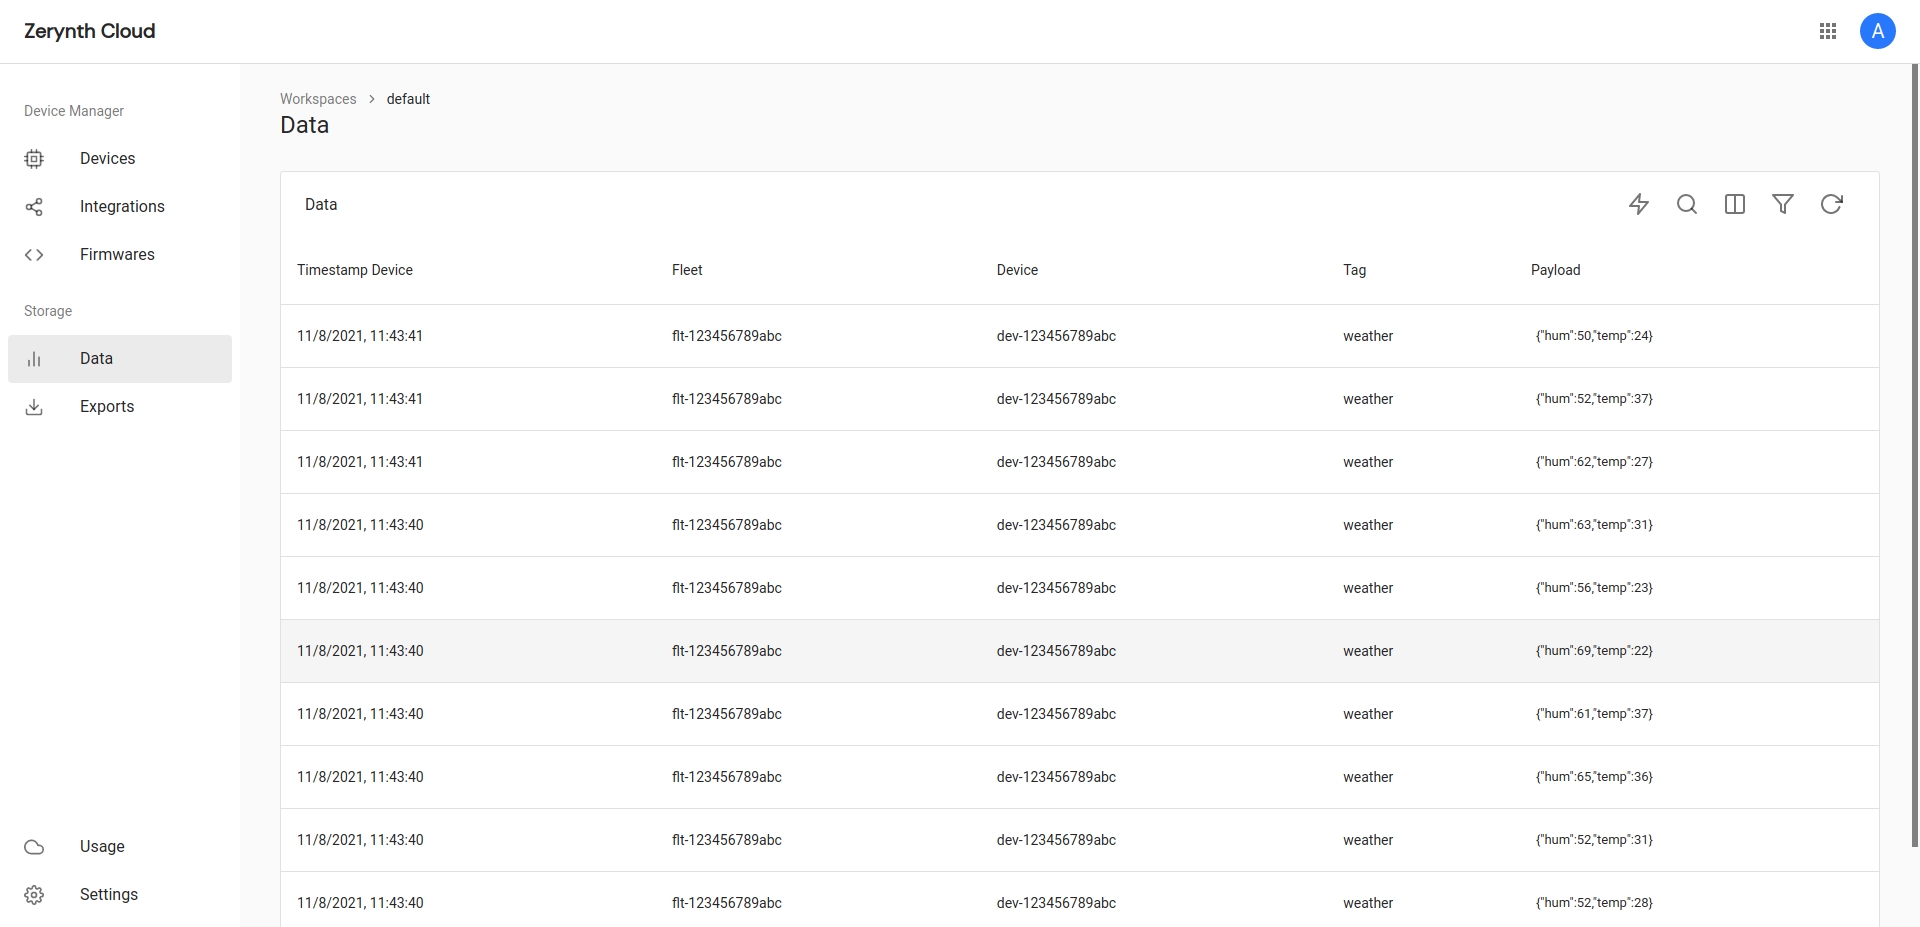 Zerynth Cloud
A
Device Manager
Devices
Integrations
Firmwares
Storage
Data
Exports
Usage
Settings
Workspaces > default
Data
Data
Timestamp Device Fleet Device Tag Payload
11/8/2021, 11:43:41 flt-123456789abc dev-123456789abc weather {"hum":50,"temp":24}
11/8/2021, 11:43:41 flt-123456789abc dev-123456789abc weather {"hum":52,"temp":37}
11/8/2021, 11:43:41 flt-123456789abc dev-123456789abc weather {"hum":62,"temp":27}
11/8/2021, 11:43:40 flt-123456789abc dev-123456789abc weather {"hum":63,"temp":31}
11/8/2021, 11:43:40 flt-123456789abc dev-123456789abc weather {"hum":56,"temp":23}
11/8/2021, 11:43:40 flt-123456789abc dev-123456789abc weather {"hum":69,"temp":22}
11/8/2021, 11:43:40 flt-123456789abc dev-123456789abc weather {"hum":61,"temp":37}
11/8/2021, 11:43:40 flt-123456789abc dev-123456789abc weather {"hum":65,"temp":36}
11/8/2021, 11:43:40 flt-123456789abc dev-123456789abc weather {"hum":52,"temp":31}
11/8/2021, 11:43:40 flt-123456789abc dev-123456789abc weather {"hum":52,"temp":28}